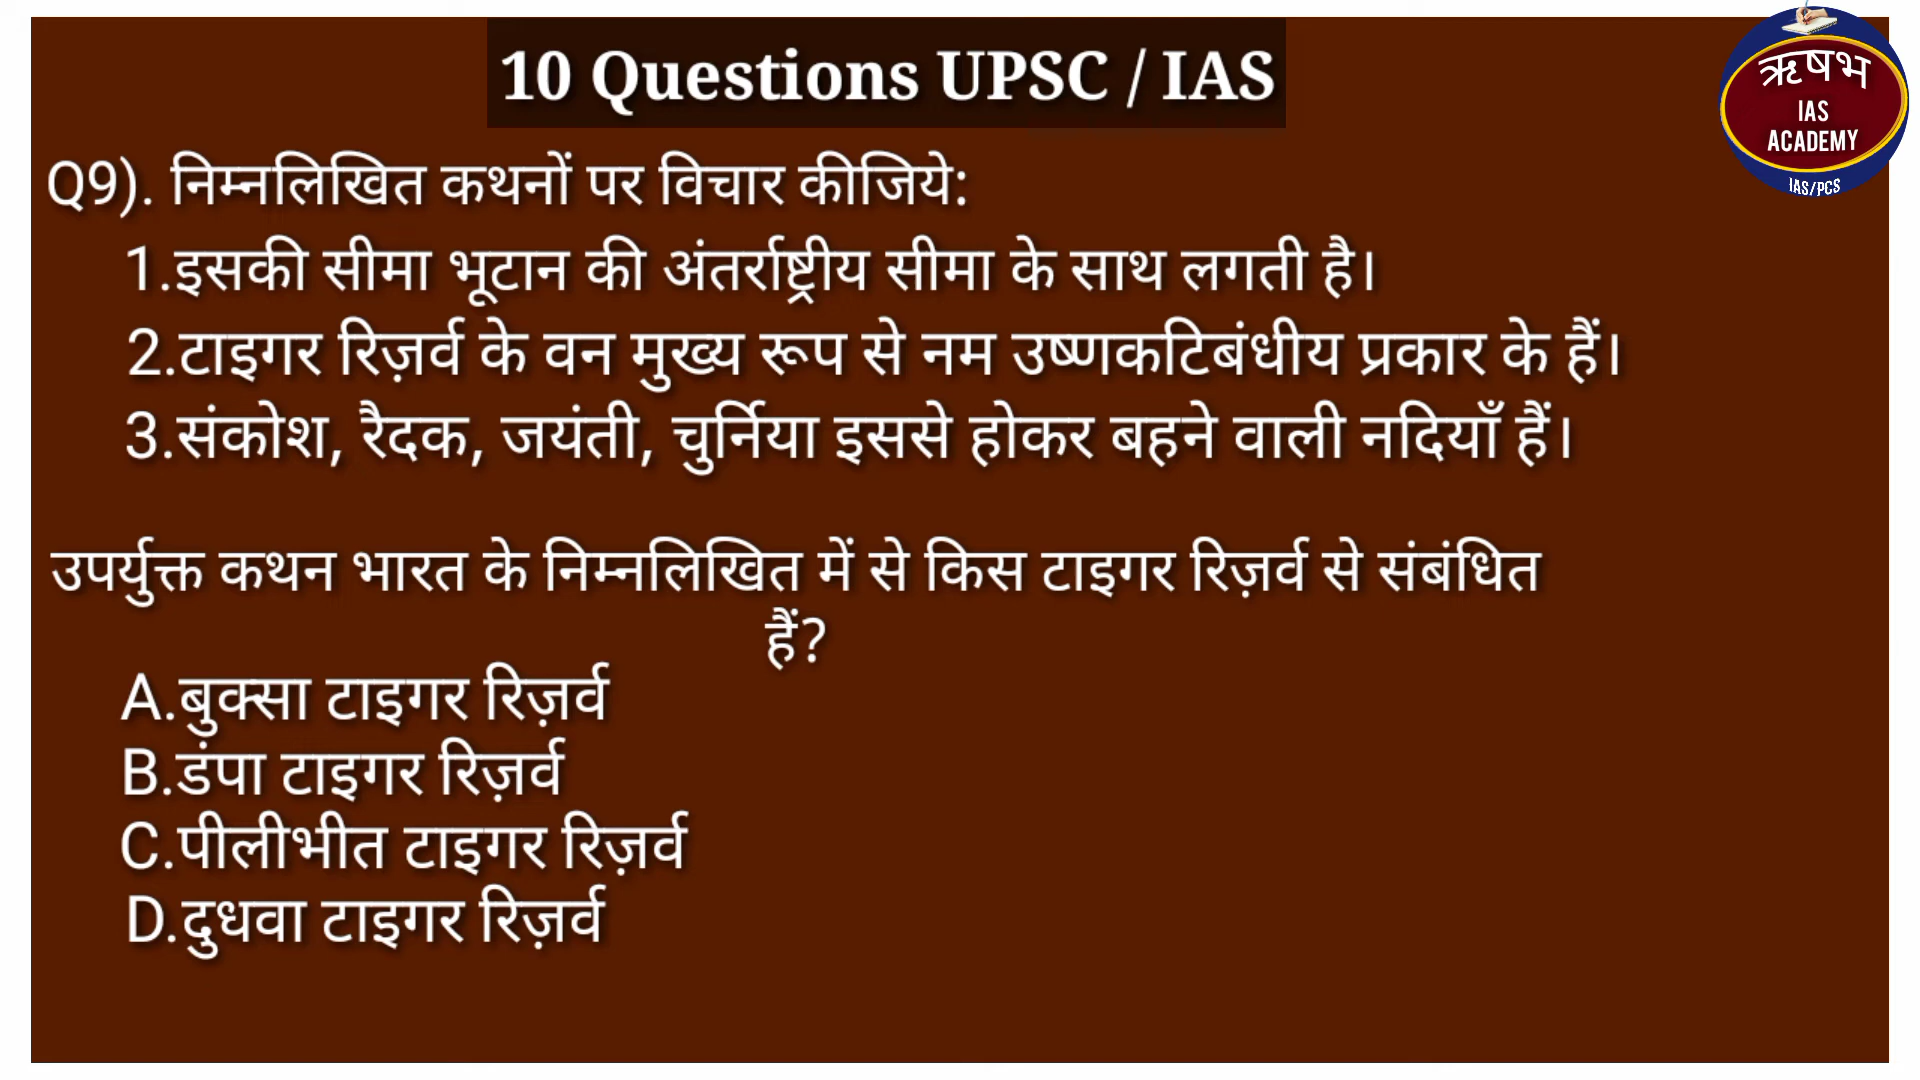 10 Questions UPSC / IAS
ऋषभ
IAS
ACADEMY
IAS/PCS
Q9). निम्नलिखित कथनों पर विचार कीजिये:
1.इसकी सीमा भूटान की अंतर्राष्ट्रीय सीमा के साथ लगती है।
2.टाइगर रिज़र्व के वन मुख्य रूप से नम उष्णकटिबंधीय प्रकार के हैं।
3.संकोश, रैदक, जयंती, चुर्निया इससे होकर बहने वाली नदियाँ हैं।
उपर्युक्त कथन भारत के निम्नलिखित में से किस टाइगर रिज़र्व से संबंधित
हैं?
A.बुक्सा टाइगर रिज़र्व
B.डंपा टाइगर रिज़र्व
C.पीलीभीत टाइगर रिज़र्व
D.दुधवा टाइगर रिज़र्व